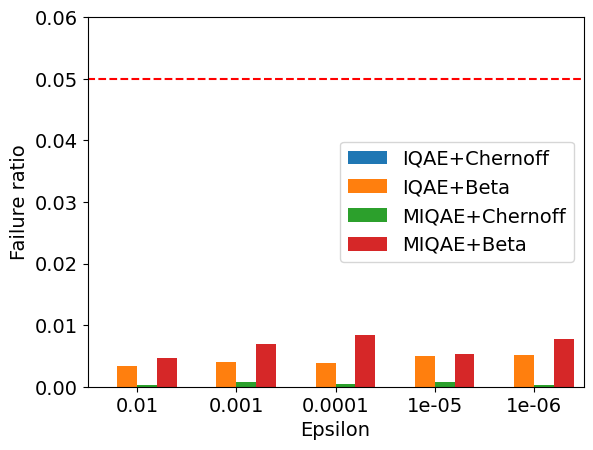 0.06
0.05
0.04
0.03
0.02
0.01
0.00
Failure ratio
IQAE+Chernoff
IQAE+Beta
MIQAE+Chernoff
MIQAE+Beta
0.01 0.001 0.0001 1e-05 1e-06
Epsilon